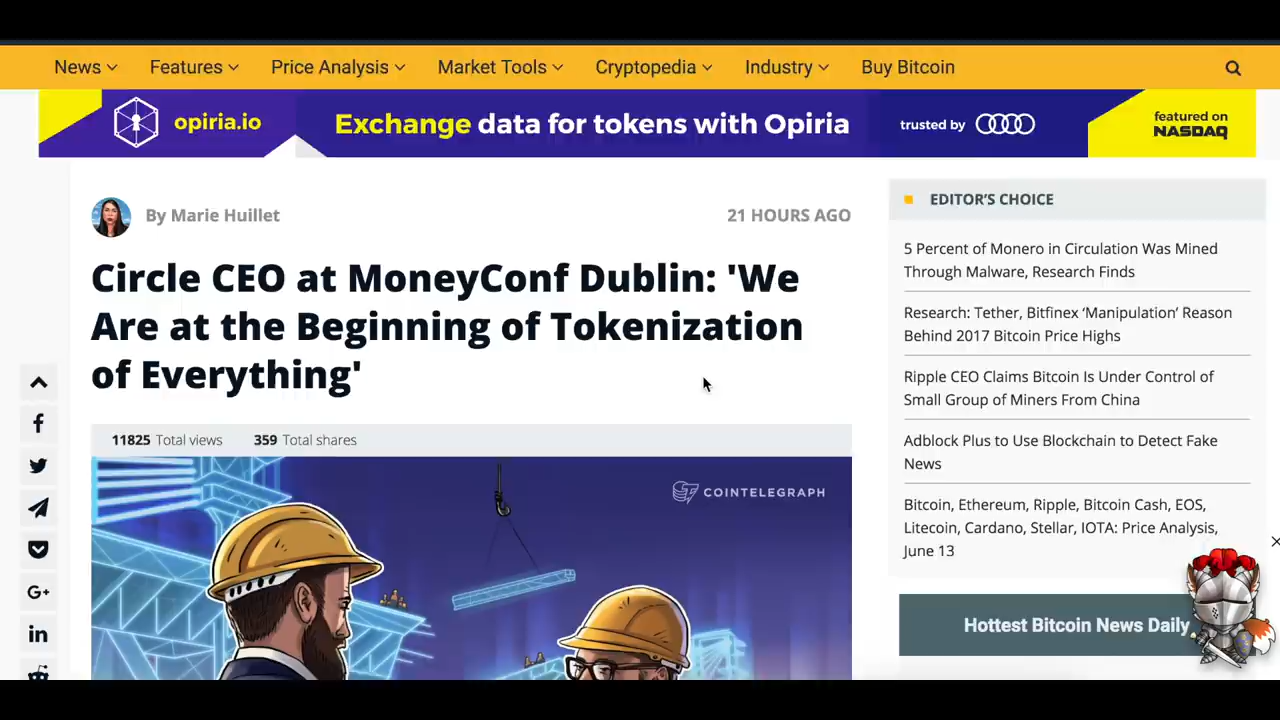 News Features Price Analysis Market Tools Cryptopedia Industry Buy Bitcoin
opiria.io Exchange data for tokens with Opiria trusted by featured on NASDAQ
By Marie Huillet 21 HOURS AGO
Circle CEO at MoneyConf Dublin: 'We
Are at the Beginning of Tokenization
of Everything'
11825 Total views 359 Total shares
COINTELEGRAPH
G+
in
EDITOR'S CHOICE
5 Percent of Monero in Circulation Was Mined
Through Malware, Research Finds
Research: Tether, Bitfinex ‘Manipulation’ Reason
Behind 2017 Bitcoin Price Highs
Ripple CEO Claims Bitcoin Is Under Control of
Small Group of Miners From China
Adblock Plus to Use Blockchain to Detect Fake
News
Bitcoin, Ethereum, Ripple, Bitcoin Cash, EOS,
Litecoin, Cardano, Stellar, IOTA: Price Analysis,
June 13
Hottest Bitcoin News Daily